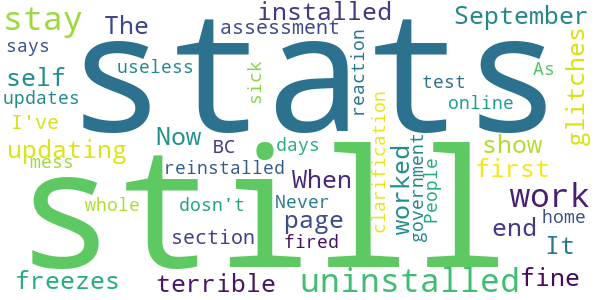 stay
The
installed
September
says
assessment
stats
self
useless
sick
reaction
test
As
glitches
updates
online
I've
Now
BC
days
clarification
worked
government
People
show
updating
mess
reinstalled
When
first
still
whole
dosn't
Never
page
work
home
section
fired
end
It
freezes
terrible
uninstalled
fine